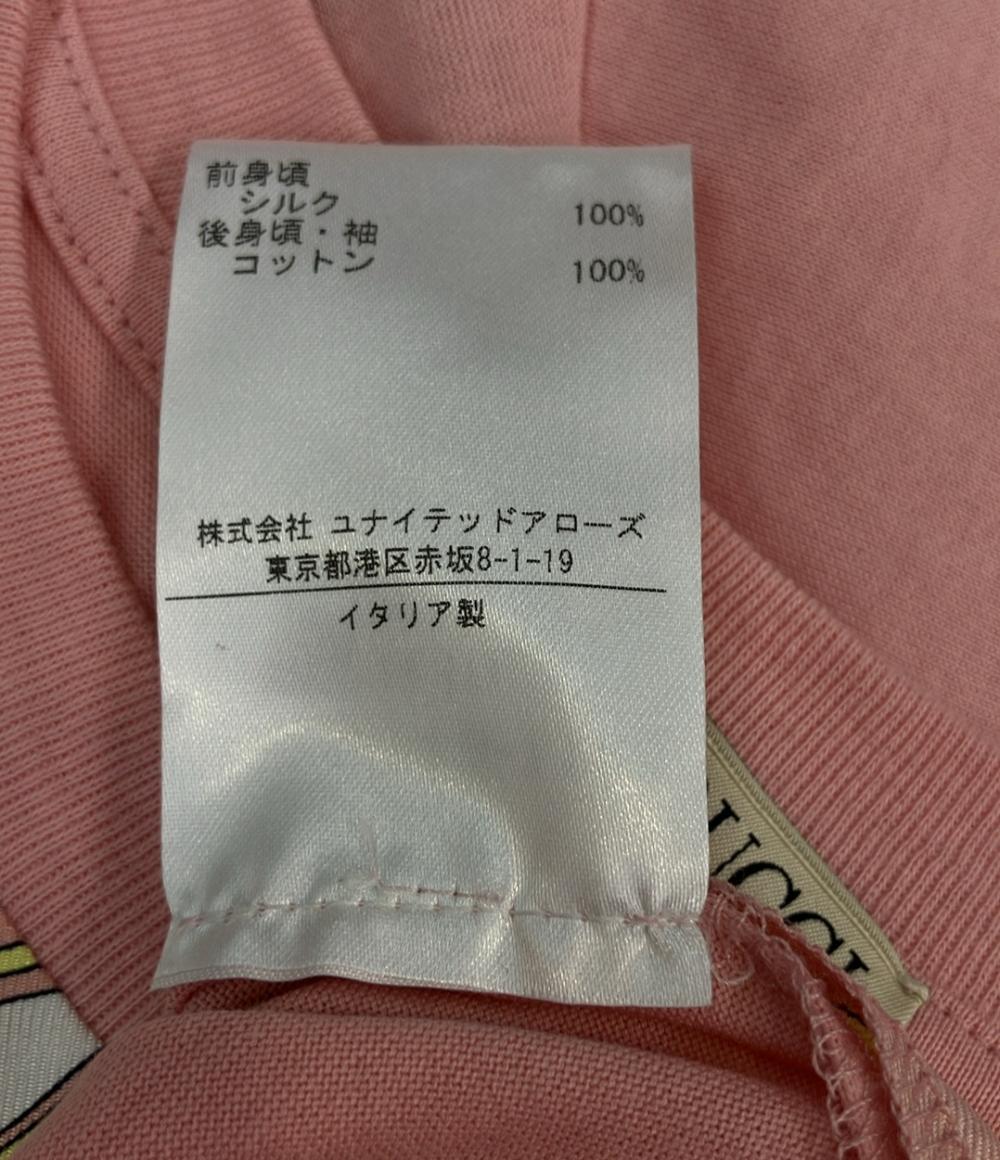 前身頃
シルク 100%
後身頃・袖
コットン 100%
株式会社 ユナイテッドアローズ
東京都港区赤坂8-1-19
イタリア製
UCCI